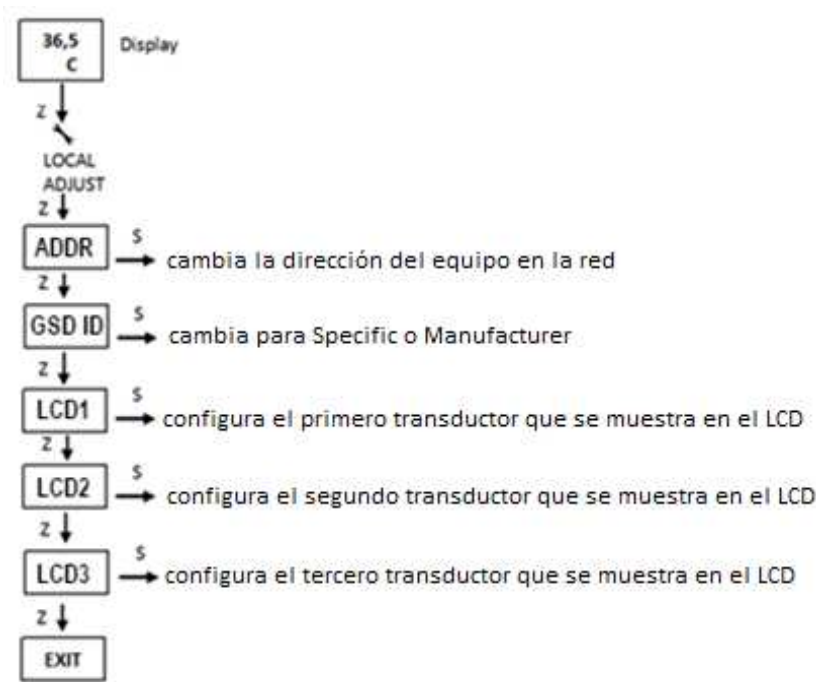 36,5
C
Display
Z
LOCAL
ADJUST
Z
ADDR
S
cambia la dirección del equipo en la red
Z
GSD ID
S
cambia para Specific o Manufacturer
Z
LCD1
S
configura el primero transductor que se muestra en el LCD
Z
LCD2
S
configura el segundo transductor que se muestra en el LCD
Z
LCD3
S
configura el tercero transductor que se muestra en el LCD
Z
EXIT